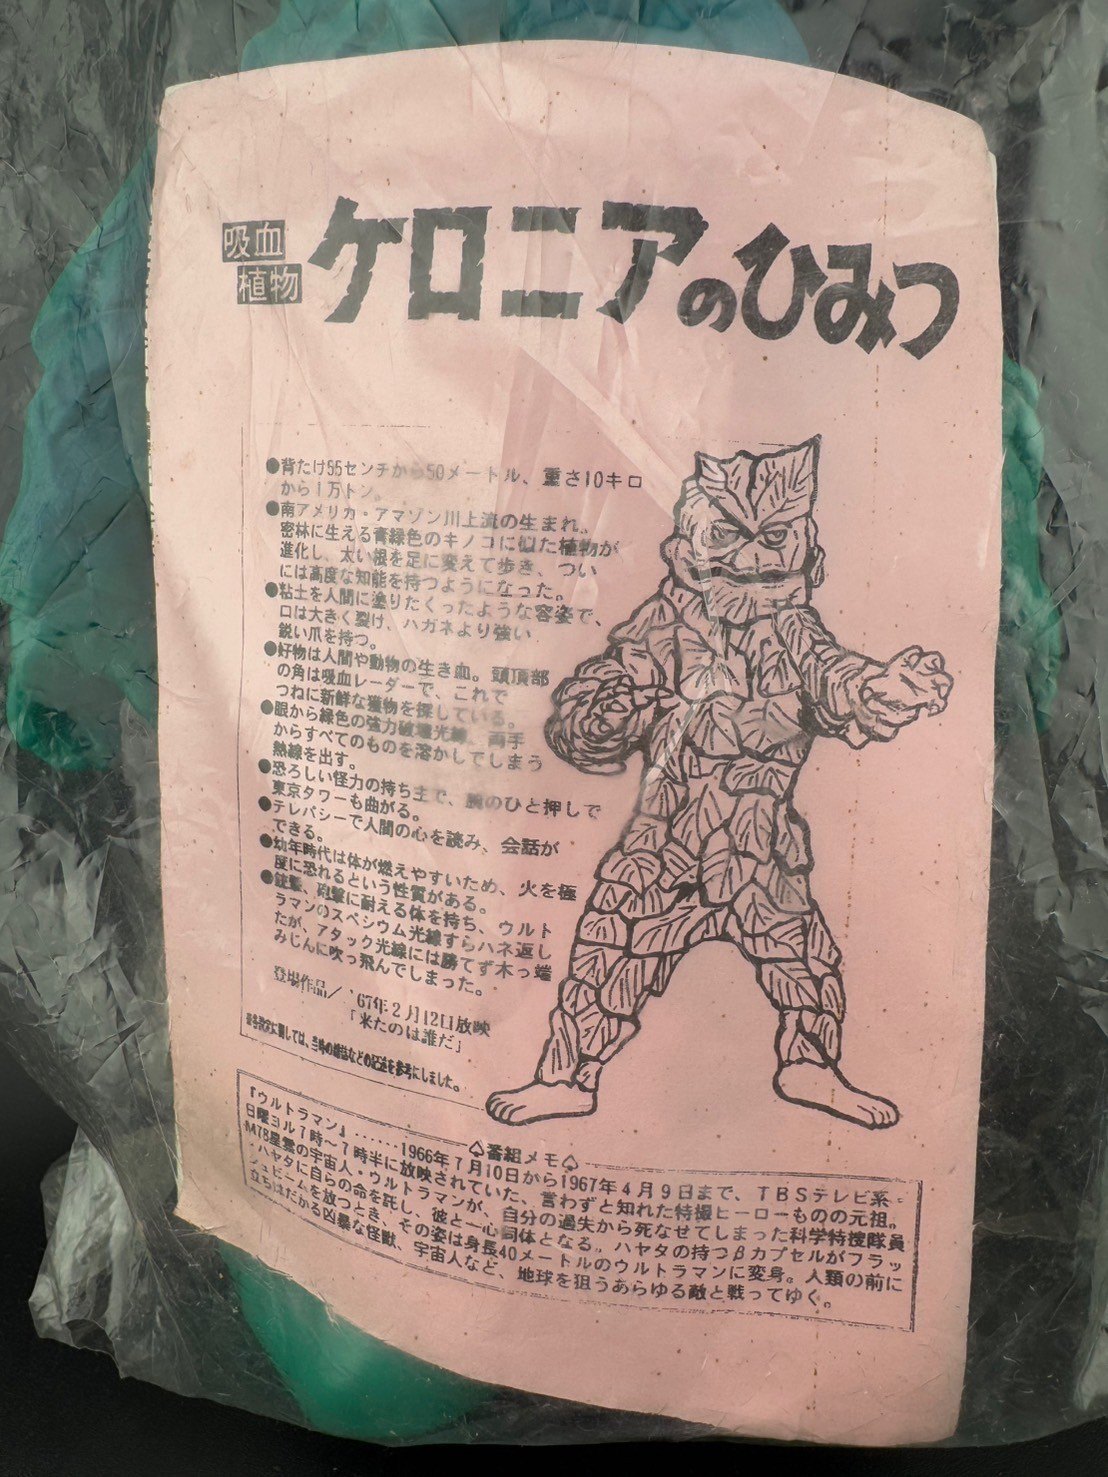 吸血
植物
ケロニアのひみつ
●背たけ55センチから50メートル、重さ10キロ
から1万トン。
●南アメリカ・アマゾン川上流の生まれ、
密林に生える青緑色のキノコに似た植物が
進化し、太い根を足に変えて歩き、つい
には高度な知能を持つようになった。
●粘土を人間に塗りたくったような容姿で、
口は大きく裂け、ハガネより強い
鋭い爪を持つ。
●好物は人間や動物の生き血。頭頂部
の角は吸血レーダーで、これで
つねに新鮮な獲物を探している。
●眼から緑色の強力破壊光線。両手
からすべてのものを溶かしてしまう
熱線を出す。
●恐ろしい怪力の持ち主で、腕のひと押しで
東京タワーも曲がる。
●テレパシーで人間の心を読み、会話が
できる。
●幼年時代は体が燃えやすいため、火を極
度に恐れるという性質がある。
●銃撃、砲撃に耐える体を持ち、ウルト
ラマンのスペシウム光線すらハネ返し
たが、アタック光線には勝てず木っ端
みじんに吹っ飛んでしまった。
登場作品/'67年2月12日放映
「来たのは誰だ」
しては、当時の雑誌などの記述を参考にしました。
♤番組メモ♤
『ウルトラマン』……1966年7月10日から1967年4月9日まで、TBSテレビ系・
日曜ヨル7時〜7時半に放映されていた、言わずと知れた特撮ヒーローものの元祖。
M78星雲の宇宙人・ウルトラマンが、自分の過失から死なせてしまった科学特捜隊員
・ハヤタに自らの命を託し、彼と一心同体となる。ハヤタの持つβカプセルがフラッ
シュビームを放つとき、その姿は身長40メートルのウルトラマンに変身。人類の前に
立ちはだかる凶暴な怪獣、宇宙人など、地球を狙うあらゆる敵と戦ってゆく。